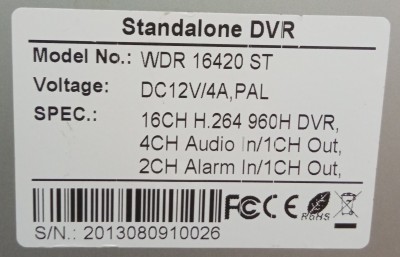 Standalone DVR
Model No.: WDR 16420 ST
Voltage: DC12V/4A,PAL
SPEC.: 16CH H.264 960H DVR,
4CH Audio In/1CH Out,
2CH Alarm In/1CH Out,
FCC CE RoHS
S/N.: 2013080910026